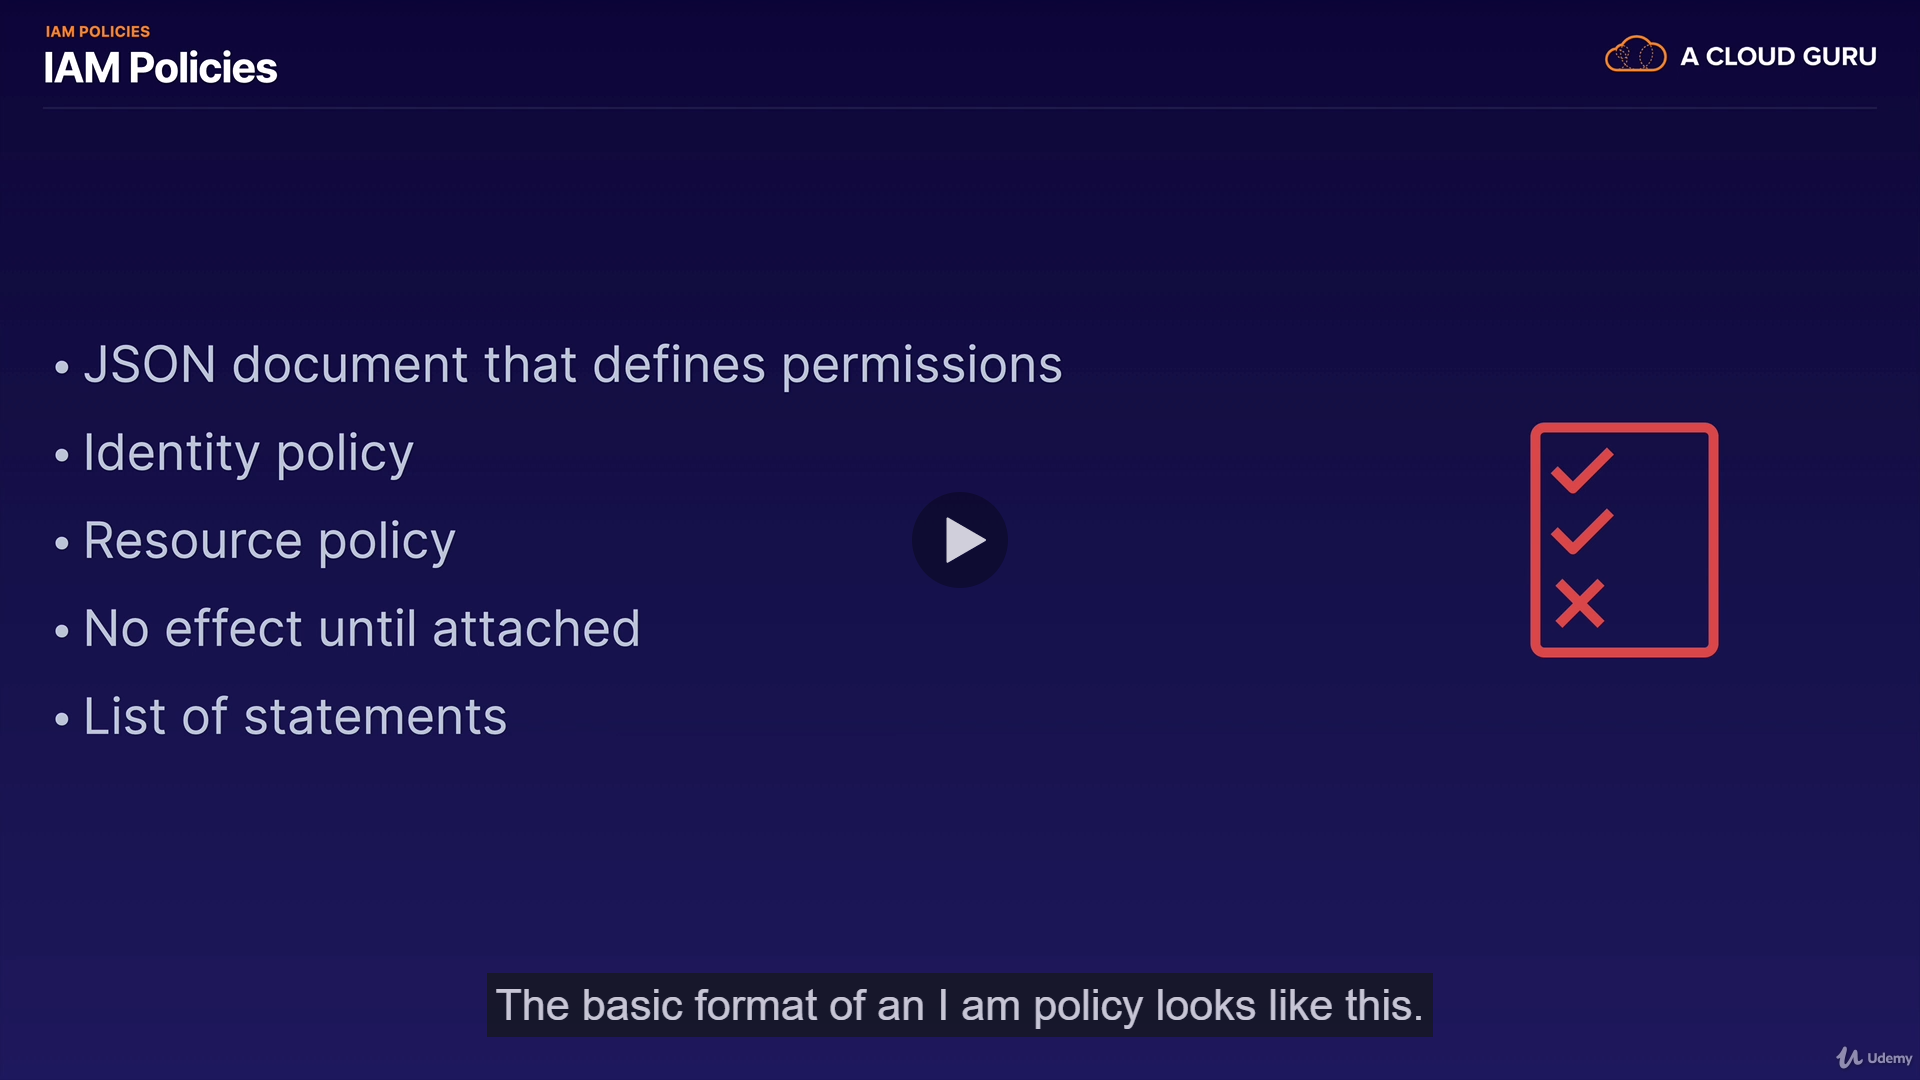 IAM POLICIES
IAM Policies
A CLOUD GURU
• JSON document that defines permissions
• Identity policy
• Resource policy
• No effect until attached
• List of statements
The basic format of an I am policy looks like this.
Udemy